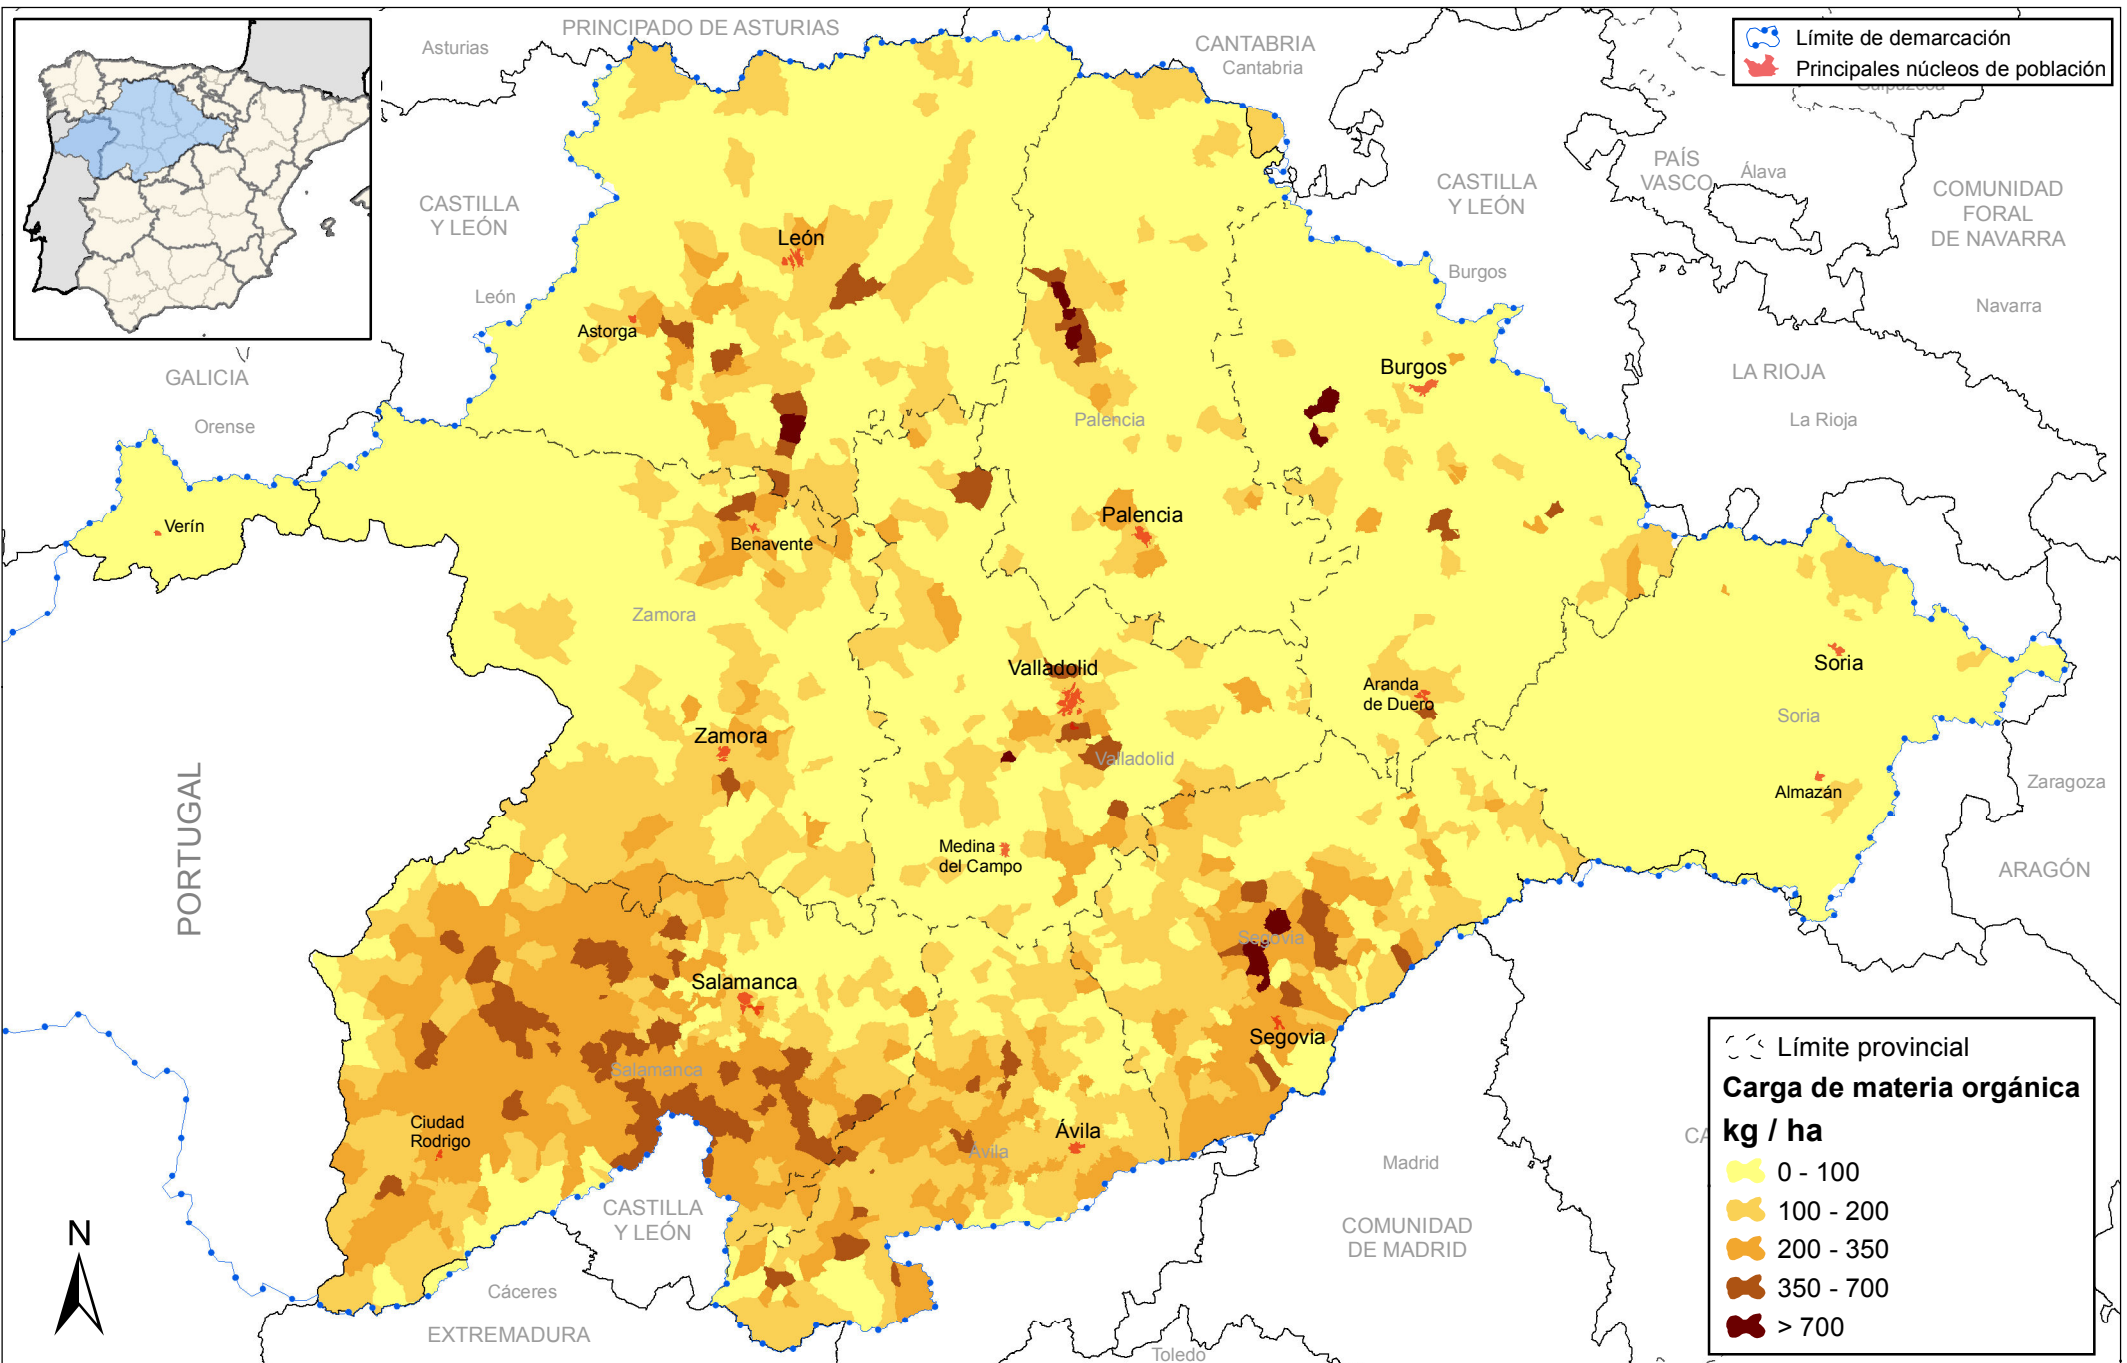 PRINCIPADO DE ASTURIAS
Asturias
CANTABRIA
Cantabria
Límite de demarcación
Principales núcleos de población
PAÍS
VASCO
Álava
CASTILLA
Y LEÓN
COMUNIDAD
FORAL
DE NAVARRA
CASTILLA
Y LEÓN
León
Burgos
León
Navarra
Astorga
GALICIA
Burgos
LA RIOJA
Orense
Palencia
La Rioja
Palencia
Verín
Benavente
Zamora
Valladolid
Soria
Aranda
de Duero
Soria
Zamora
Valladolid
PORTUGAL
Almazán
Zaragoza
Medina
del Campo
ARAGÓN
Segovia
Salamanca
Segovia
Salamanca
Ciudad
Rodrigo
Ávila
Ávila
Madrid
CASTILLA
Y LEÓN
COMUNIDAD
DE MADRID
N
Cáceres
EXTREMADURA
Toledo
CA
Límite provincial
Carga de materia orgánica
kg / ha
0 - 100
100 - 200
200 - 350
350 - 700
> 700